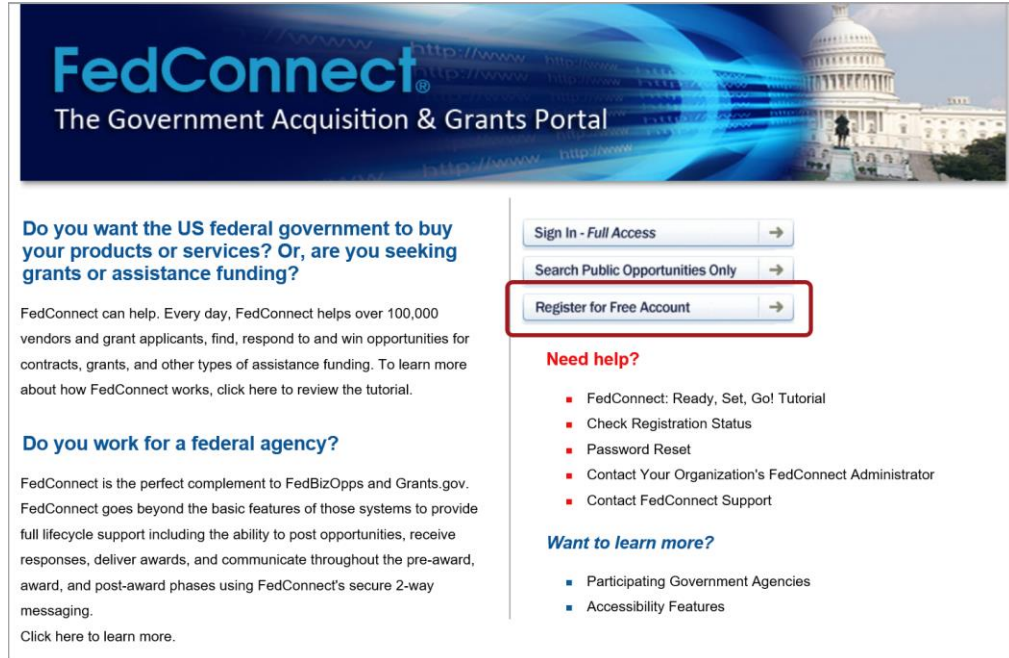 FedConnect®
The Government Acquisition & Grants Portal
Do you want the US federal government to buy
your products or services? Or, are you seeking
grants or assistance funding?
FedConnect can help. Every day, FedConnect helps over 100,000
vendors and grant applicants, find, respond to and win opportunities for
contracts, grants, and other types of assistance funding. To learn more
about how FedConnect works, click here to review the tutorial.
Do you work for a federal agency?
FedConnect is the perfect complement to FedBizOpps and Grants.gov.
FedConnect goes beyond the basic features of those systems to provide
full lifecycle support including the ability to post opportunities, receive
responses, deliver awards, and communicate throughout the pre-award,
award, and post-award phases using FedConnect's secure 2-way
messaging.
Click here to learn more.
Sign In - Full Access
Search Public Opportunities Only
Register for Free Account
Need help?
FedConnect: Ready, Set, Go! Tutorial
Check Registration Status
Password Reset
Contact Your Organization's FedConnect Administrator
Contact FedConnect Support
Want to learn more?
Participating Government Agencies
Accessibility Features